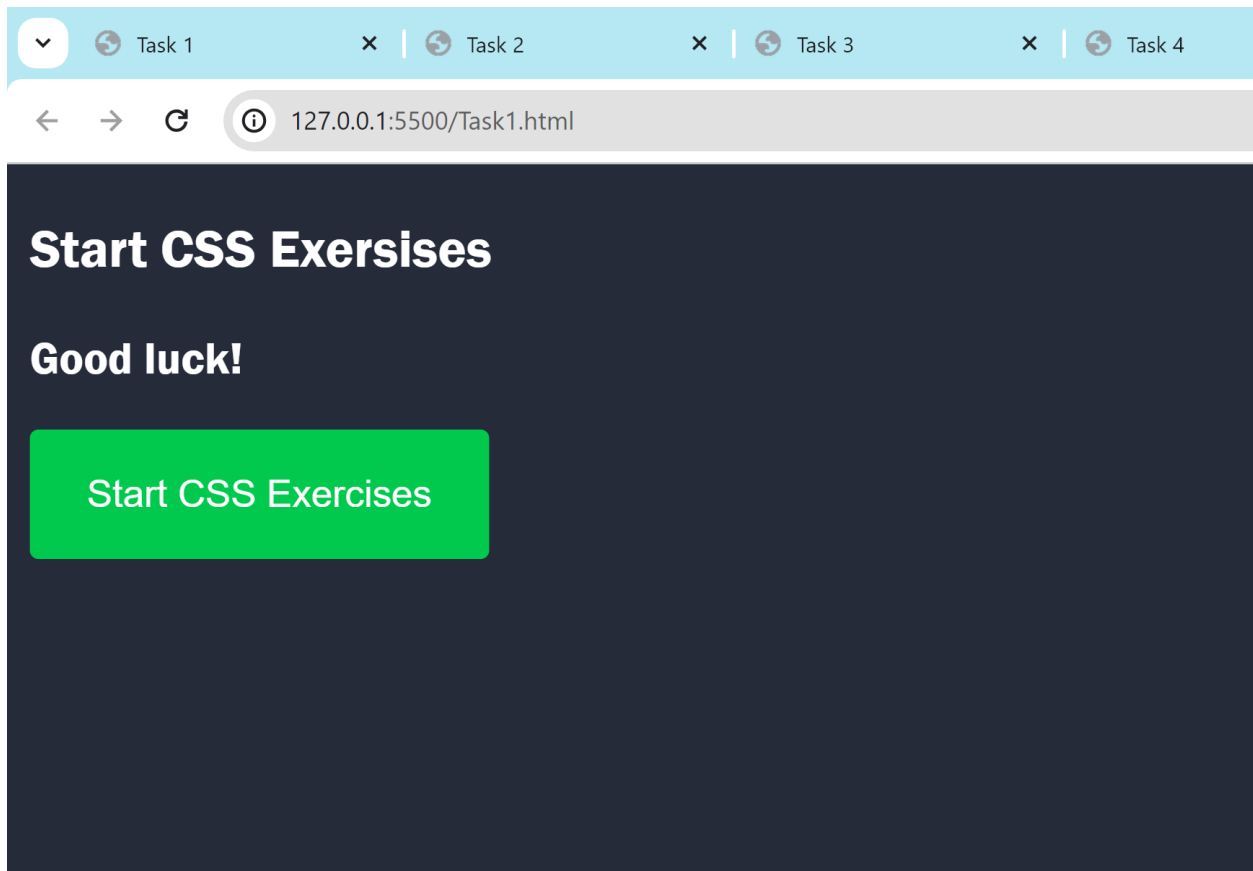 Task 1
Task 2
Task 3
Task 4
127.0.0.1:5500/Task1.html
Start CSS Exersises
Good luck!
Start CSS Exercises